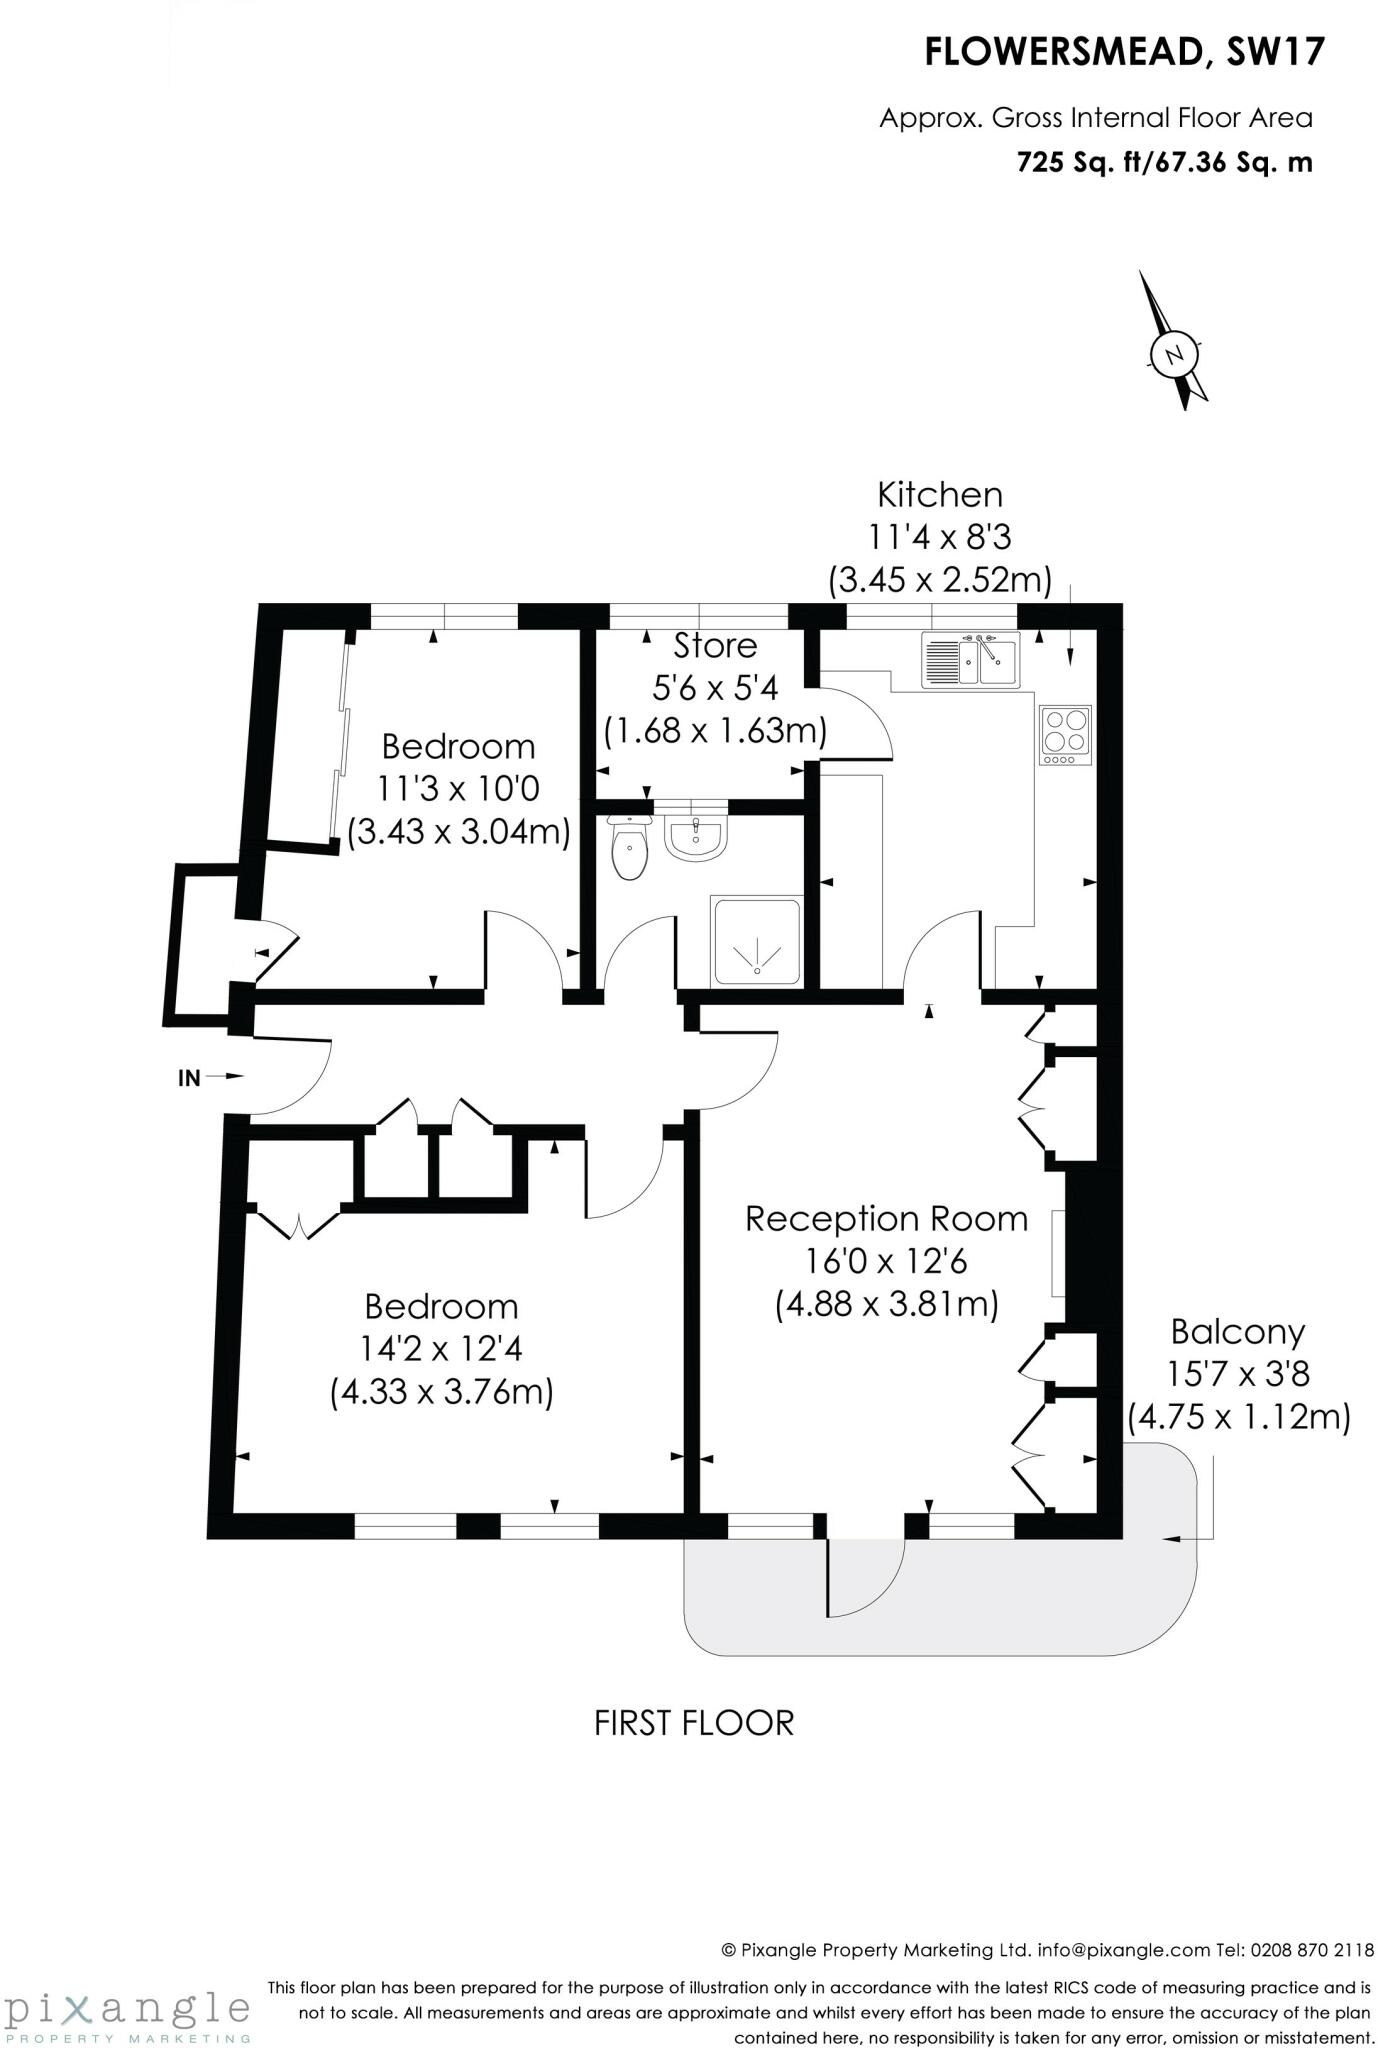 FLOWERSMEAD, SW17
Approx. Gross Internal Floor Area
725 Sq. ft/67.36 Sq. m
N
Kitchen
11'4 x 8'3
(3.45 x 2.52m)
Store
5'6 x 5'4
(1.68 x 1.63m)
Bedroom
11'3 x 10'0
(3.43 x 3.04m)
IN
Reception Room
16'0 x 12'6
(4.88 x 3.81m)
Bedroom
14'2 x 12'4
(4.33 x 3.76m)
Balcony
15'7 x 3'8
(4.75 x 1.12m)
FIRST FLOOR
© Pixangle Property Marketing Ltd. info@pixangle.com Tel: 0208 870 2118
This floor plan has been prepared for the purpose of illustration only in accordance with the latest RICS code of measuring practice and is
not to scale. All measurements and areas are approximate and whilst every effort has been made to ensure the accuracy of the plan
contained here, no responsibility is taken for any error, omission or misstatement.
pixangle
PROPERTY MARKETING